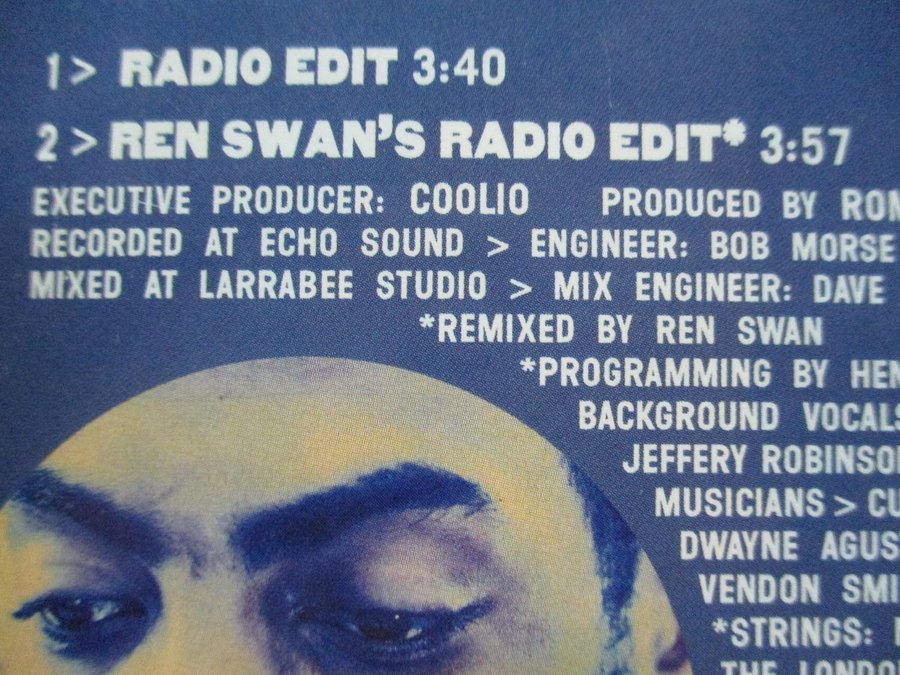 1> RADIO EDIT 3:40
2> REN SWAN'S RADIO EDIT* 3:57
EXECUTIVE PRODUCER: COOLIO PRODUCED BY
RECORDED AT ECHO SOUND > ENGINEER: BOB MORSE
MIXED AT LARRABEE STUDIO > MIX ENGINEER: DAVE
*REMIXED BY REN SWAN
*PROGRAMMING BY
BACKGROUND VOCALS
JEFFERY
MUSICIANS >
DWAYNE
VENDON
*STRINGS:
THE